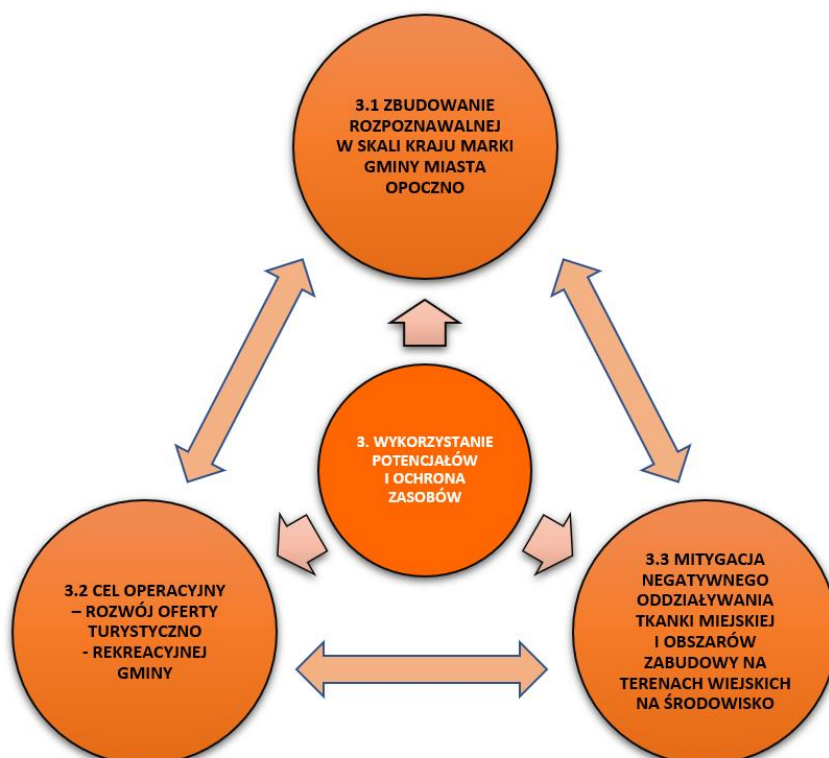 3.1 ZBUDOWANIE
ROZPOZNAWALNEJ
W SKALI KRAJU MARKI
GMINY MIASTA
OPOCZNO
3. WYKORZYSTANIE
POTENCJAŁÓW
I OCHRONA
ZASOBÓW
3.2 CEL OPERACYJNY
– ROZWÓJ OFERTY
TURYSTYCZNO
- REKREACYJNEJ
GMINY
3.3 MITYGACJA
NEGATYWNEGO
ODDZIAŁYWANIA
TKANKI MIEJSKIEJ
I OBSZARÓW
ZABUDOWY NA
TERENACH WIEJSKICH
NA ŚRODOWISKO